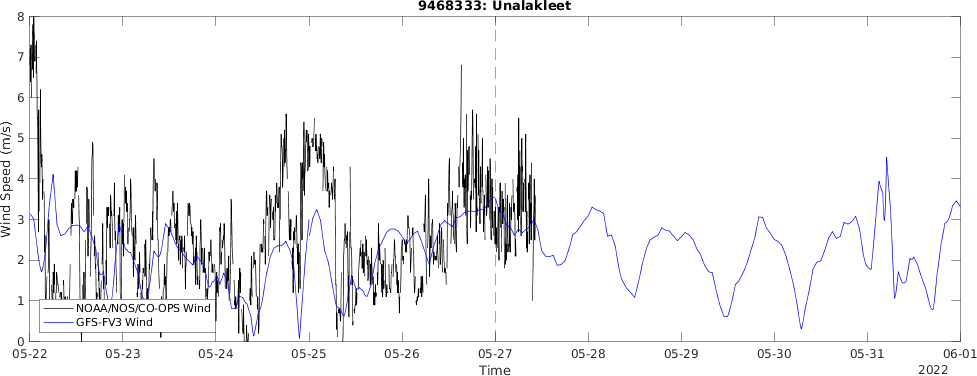 9468333: Unalakleet
8
7
6
5
4
3
2
1
0
Wind Speed (m/s)
NOAA/NOS/CO-OPS Wind
GFS-FV3 Wind
05-22 05-23 05-24 05-25 05-26 05-27 05-28 05-29 05-30 05-31 06-01
Time
2022